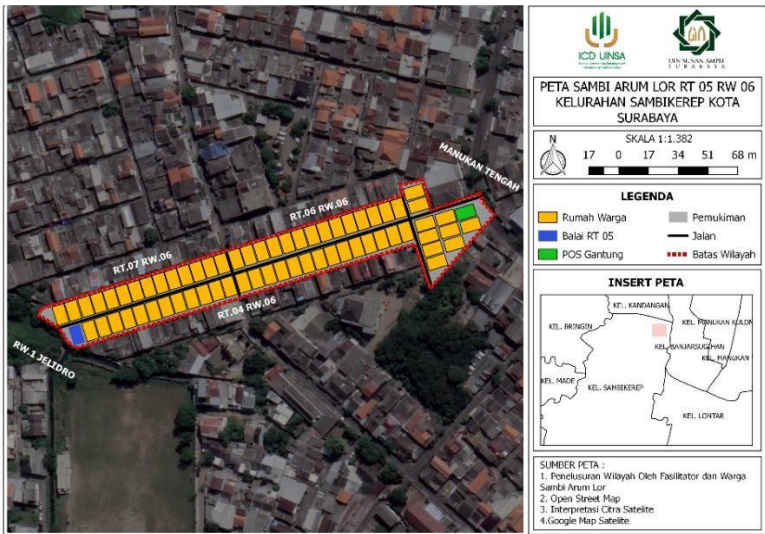 MANUKAN TENGAH
RT.06 RW.06
RT.07 RW.06
RT.04 RW.06
RW.1 JELIDRO
ICD UINSA
UIN SUNAN AMPEL
SURABAYA
PETA SAMBI ARUM LOR RT 05 RW 06
KELURAHAN SAMBIKEREP KOTA
SURABAYA
N
SKALA 1:1.382
17 0 17 34 51 68 m
LEGENDA
Rumah Warga
Pemukiman
Balai RT 05
Jalan
POS Gantung
Batas Wilayah
INSERT PETA
KEL. KANDANGAN
KEL. BRINGIN
KEL. MANUKAN KULON
KEL. BANJARSUGIHAN
KEL. MANUKAN
KEL. MADE
KEL. SAMBIKEREP
KEL. LONTAR
SUMBER PETA :
1. Penelusuran Wilayah Oleh Fasilitator dan Warga
Sambi Arum Lor
2. Open Street Map
3. Interpretasi Citra Satelite
4.Google Map Satelite